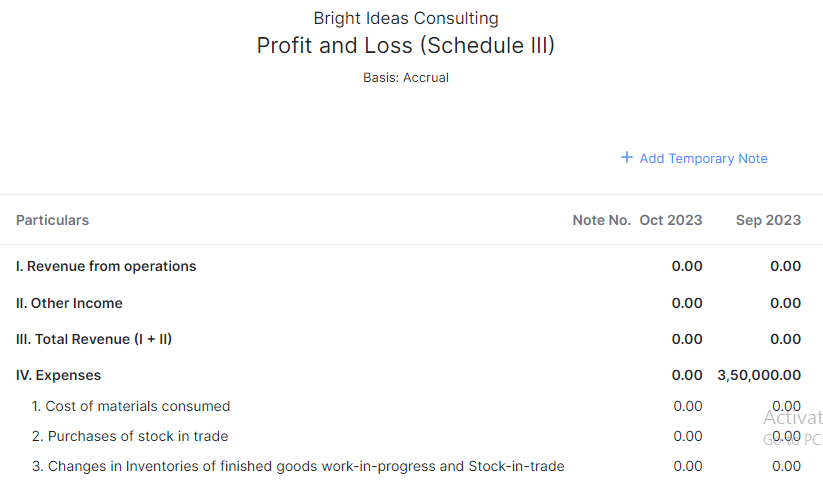 Bright Ideas Consulting
Profit and Loss (Schedule III)
Basis: Accrual
+ Add Temporary Note
Particulars Note No. Oct 2023 Sep 2023
I. Revenue from operations 0.00 0.00
II. Other Income 0.00 0.00
III. Total Revenue (I + II) 0.00 0.00
IV. Expenses 0.00 3,50,000.00
1. Cost of materials consumed 0.00 0.00
Activat
2. Purchases of stock in trade 0.00 0.00
Go to PC
3. Changes in Inventories of finished goods work-in-progress and Stock-in-trade 0.00 0.00